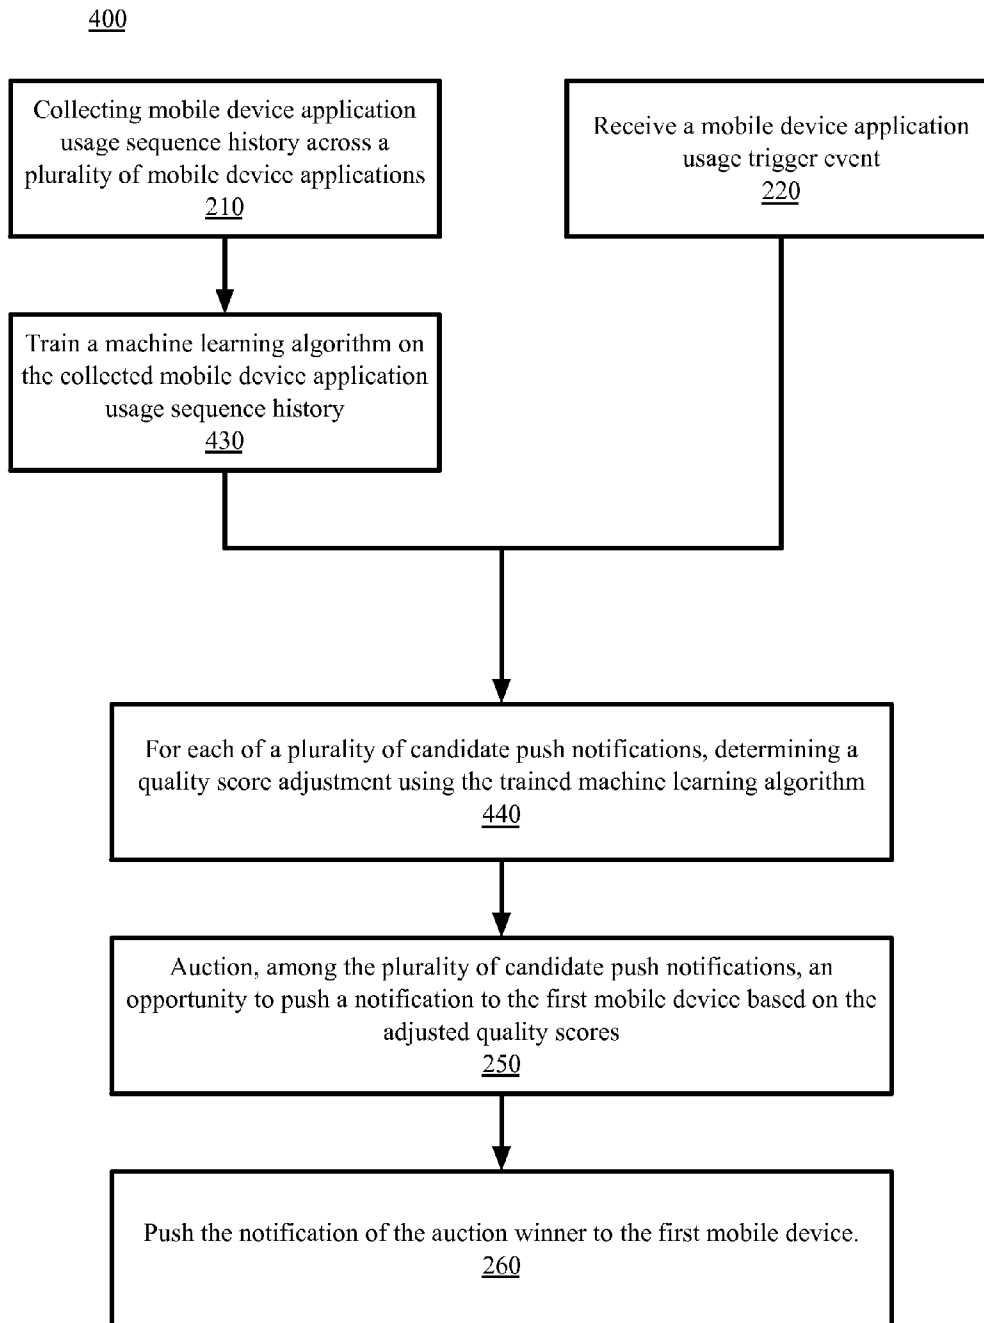 400
Collecting mobile device application
usage sequence history across a
plurality of mobile device applications
210
Receive a mobile device application
usage trigger event
220
Train a machine learning algorithm on
the collected mobile device application
usage sequence history
430
For each of a plurality of candidate push notifications, determining a
quality score adjustment using the trained machine learning algorithm
440
Auction, among the plurality of candidate push notifications, an
opportunity to push a notification to the first mobile device based on the
adjusted quality scores
250
Push the notification of the auction winner to the first mobile device.
260